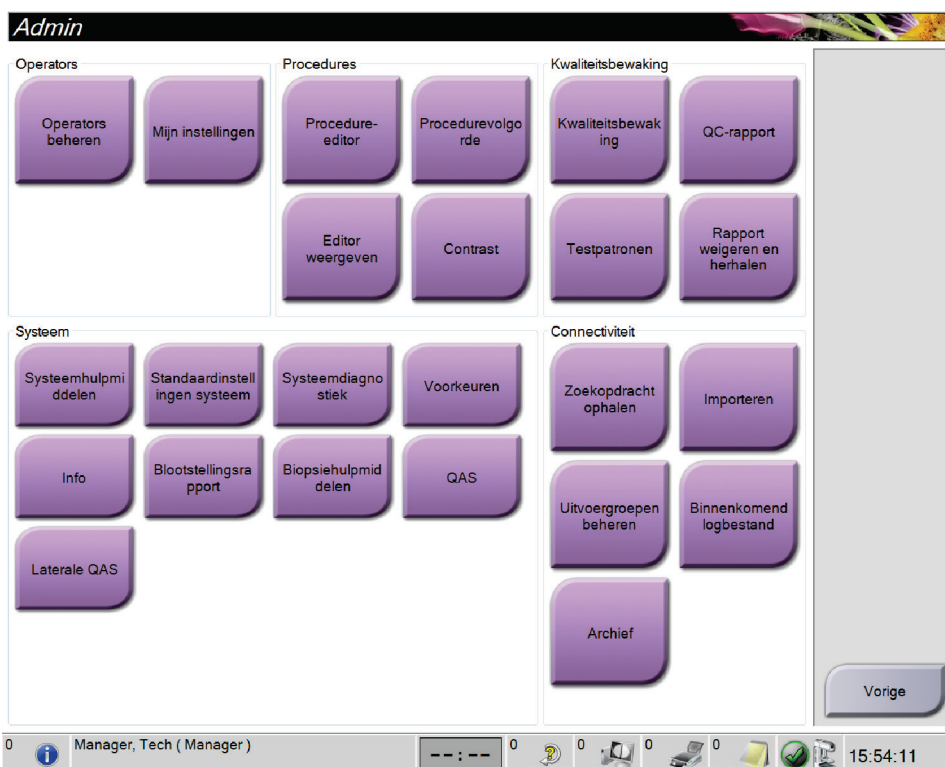 Admin
Operators
Operators
beheren
Mijn instellingen
Procedures
Procedure-
editor
Procedurevolgo
rde
Editor
weergeven
Contrast
Kwaliteitsbewaking
Kwaliteitsbewak
ing
QC-rapport
Testpatronen
Rapport
weigeren en
herhalen
Systeem
Systeemhulpmi
ddelen
Standaardinstell
ingen systeem
Systeemdiagno
stiek
Voorkeuren
Info
Blootstellingsra
pport
Biopsiehulpmid
delen
QAS
Laterale QAS
Connectiviteit
Zoekopdracht
ophalen
Importeren
Uitvoergroepen
beheren
Binnenkomend
logbestand
Archief
Vorige
0
Manager, Tech ( Manager )
--:--
0
0
0
0
15:54:11